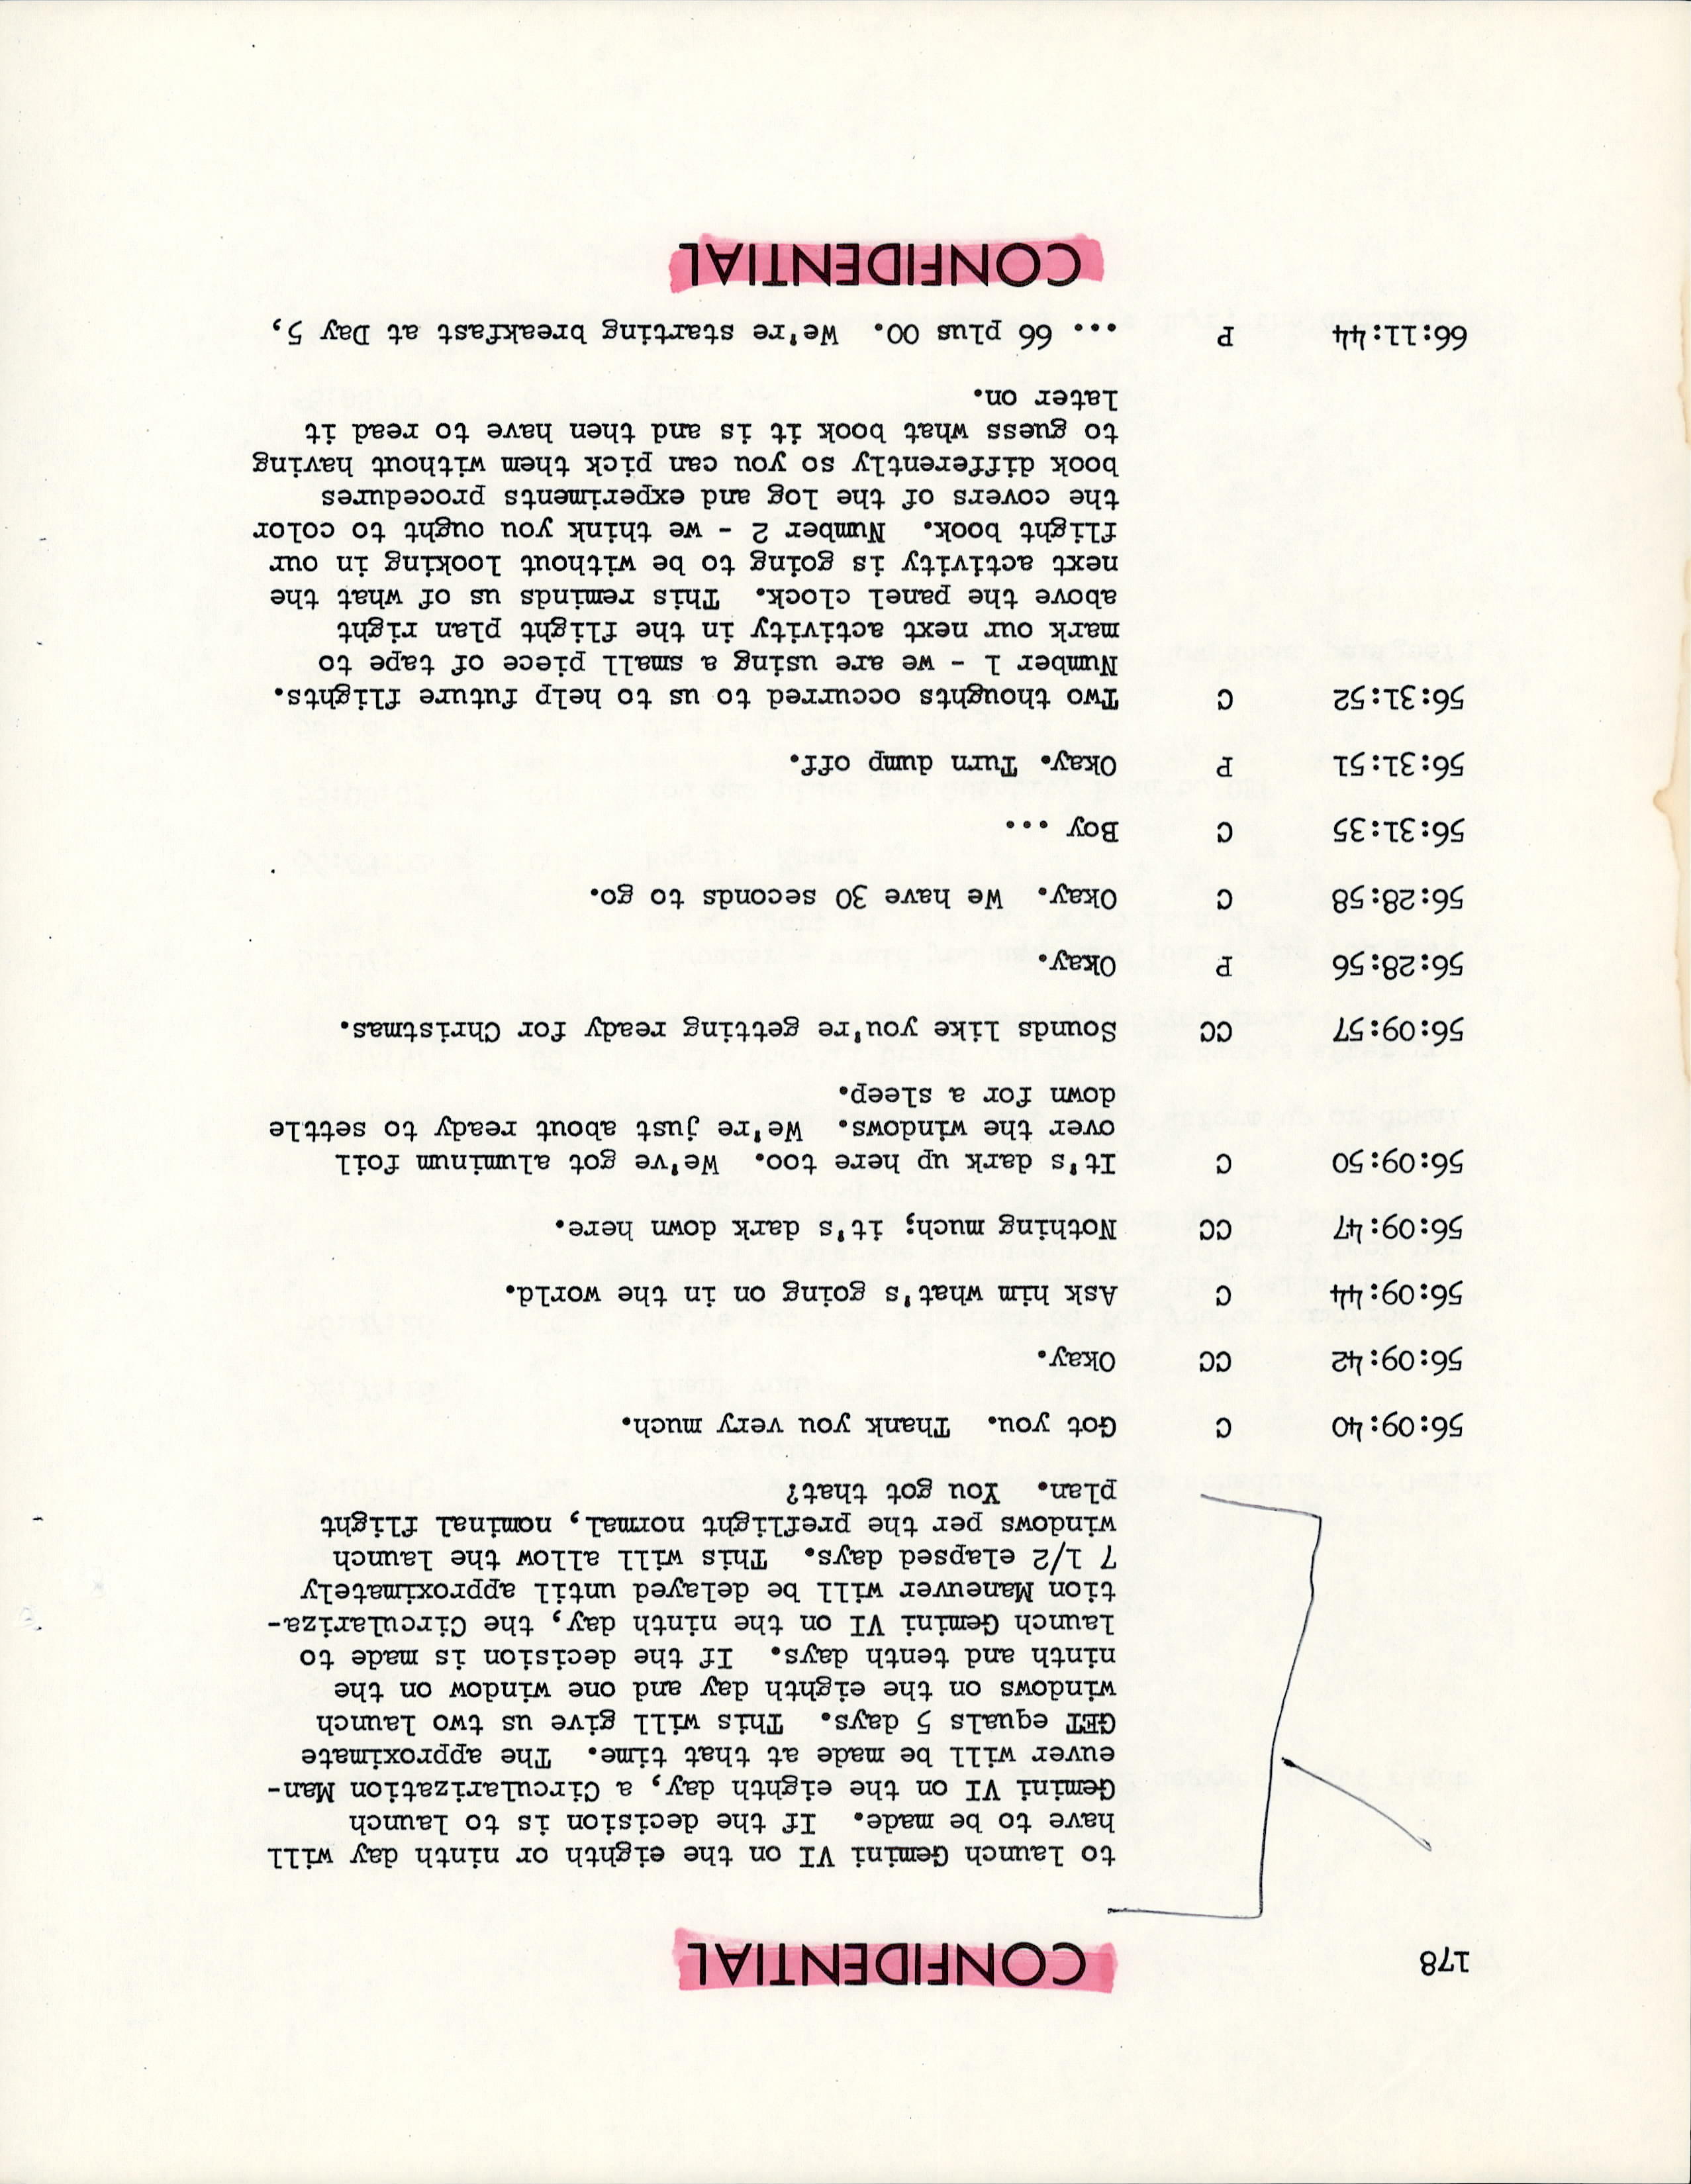 178
CONFIDENTIAL
to launch Gemini VI on the eighth or ninth day will
have to be made. If the decision is to launch
Gemini VI on the eighth day, a Circularization Man-
euver will be made at that time. The approximate
GET equals 5 days. This will give us two launch
windows on the eighth day and one window on the
ninth and tenth days. If the decision is made to
launch Gemini VI on the ninth day, the Circulariza-
tion Maneuver will be delayed until approximately
7 1/2 elapsed days. This will allow the launch
windows per the preflight normal, nominal flight
plan. You got that?
56:09:40 C Got you. Thank you very much.
56:09:42 CC Okay.
56:09:44 C Ask him what's going on in the world.
56:09:47 CC Nothing much; it's dark down here.
56:09:50 C It's dark up here too. We've got aluminum foil
over the windows. We're just about ready to settle
down for a sleep.
56:09:57 CC Sounds like you're getting ready for Christmas.
56:28:56 P Okay.
56:28:58 C Okay. We have 30 seconds to go.
56:31:35 C Boy ...
56:31:51 P Okay. Turn dump off.
56:31:52 C Two thoughts occurred to us to help future flights.
Number 1 - we are using a small piece of tape to
mark our next activity in the flight plan right
above the panel clock. This reminds us of what the
next activity is going to be without looking in our
flight book. Number 2 - we think you ought to color
the covers of the log and experiments procedures
book differently so you can pick them without having
to guess what book it is and then have to read it
later on.
66:11:44 P ... 66 plus 00. We're starting breakfast at Day 5,
CONFIDENTIAL